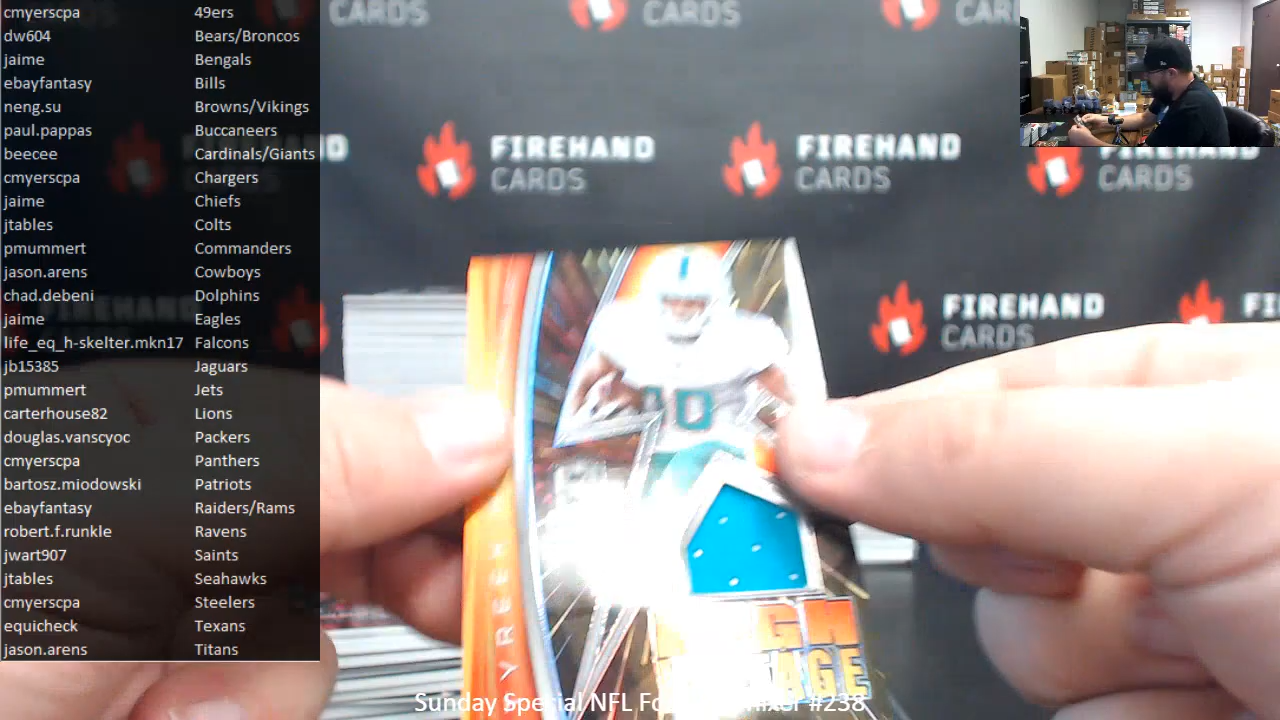 cmyerscpa 49ers
dw604 Bears/Broncos
jaime Bengals
ebayfantasy Bills
neng.su Browns/Vikings
paul.pappas Buccaneers
beecee Cardinals/Giants
cmyerscpa Chargers
jaime Chiefs
jtables Colts
pmummert Commanders
jason.arens Cowboys
chad.debeni Dolphins
jaime Eagles
life_eq_h-skelter.mkn17 Falcons
jb15385 Jaguars
pmummert Jets
carterhouse82 Lions
douglas.vanscyoc Packers
cmyerscpa Panthers
bartosz.miodowski Patriots
ebayfantasy Raiders/Rams
robert.f.runkle Ravens
jwart907 Saints
jtables Seahawks
cmyerscpa Steelers
equicheck Texans
jason.arens Titans
CARDS
CARDS
CARDS
FIREHAND
CARDS
FIREHAND
CARDS
FIREHAND
CARDS
FIREHAND
CARDS
Sunday Special NFL #238